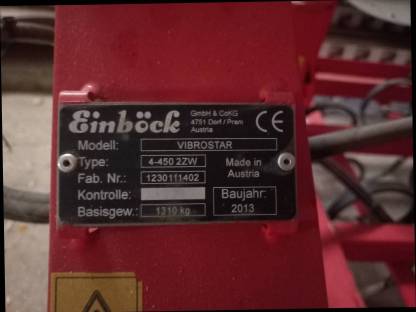 Einböck
GmbH & CoKG
4751 Dorf / Pram
Austria
CE
Modell: VIBROSTAR
Type: 4-450 2ZW
Made in
Austria
Fab. Nr.: 1230111402
Kontrolle:
Baujahr:
2013
Basisgew.: 1310 kg